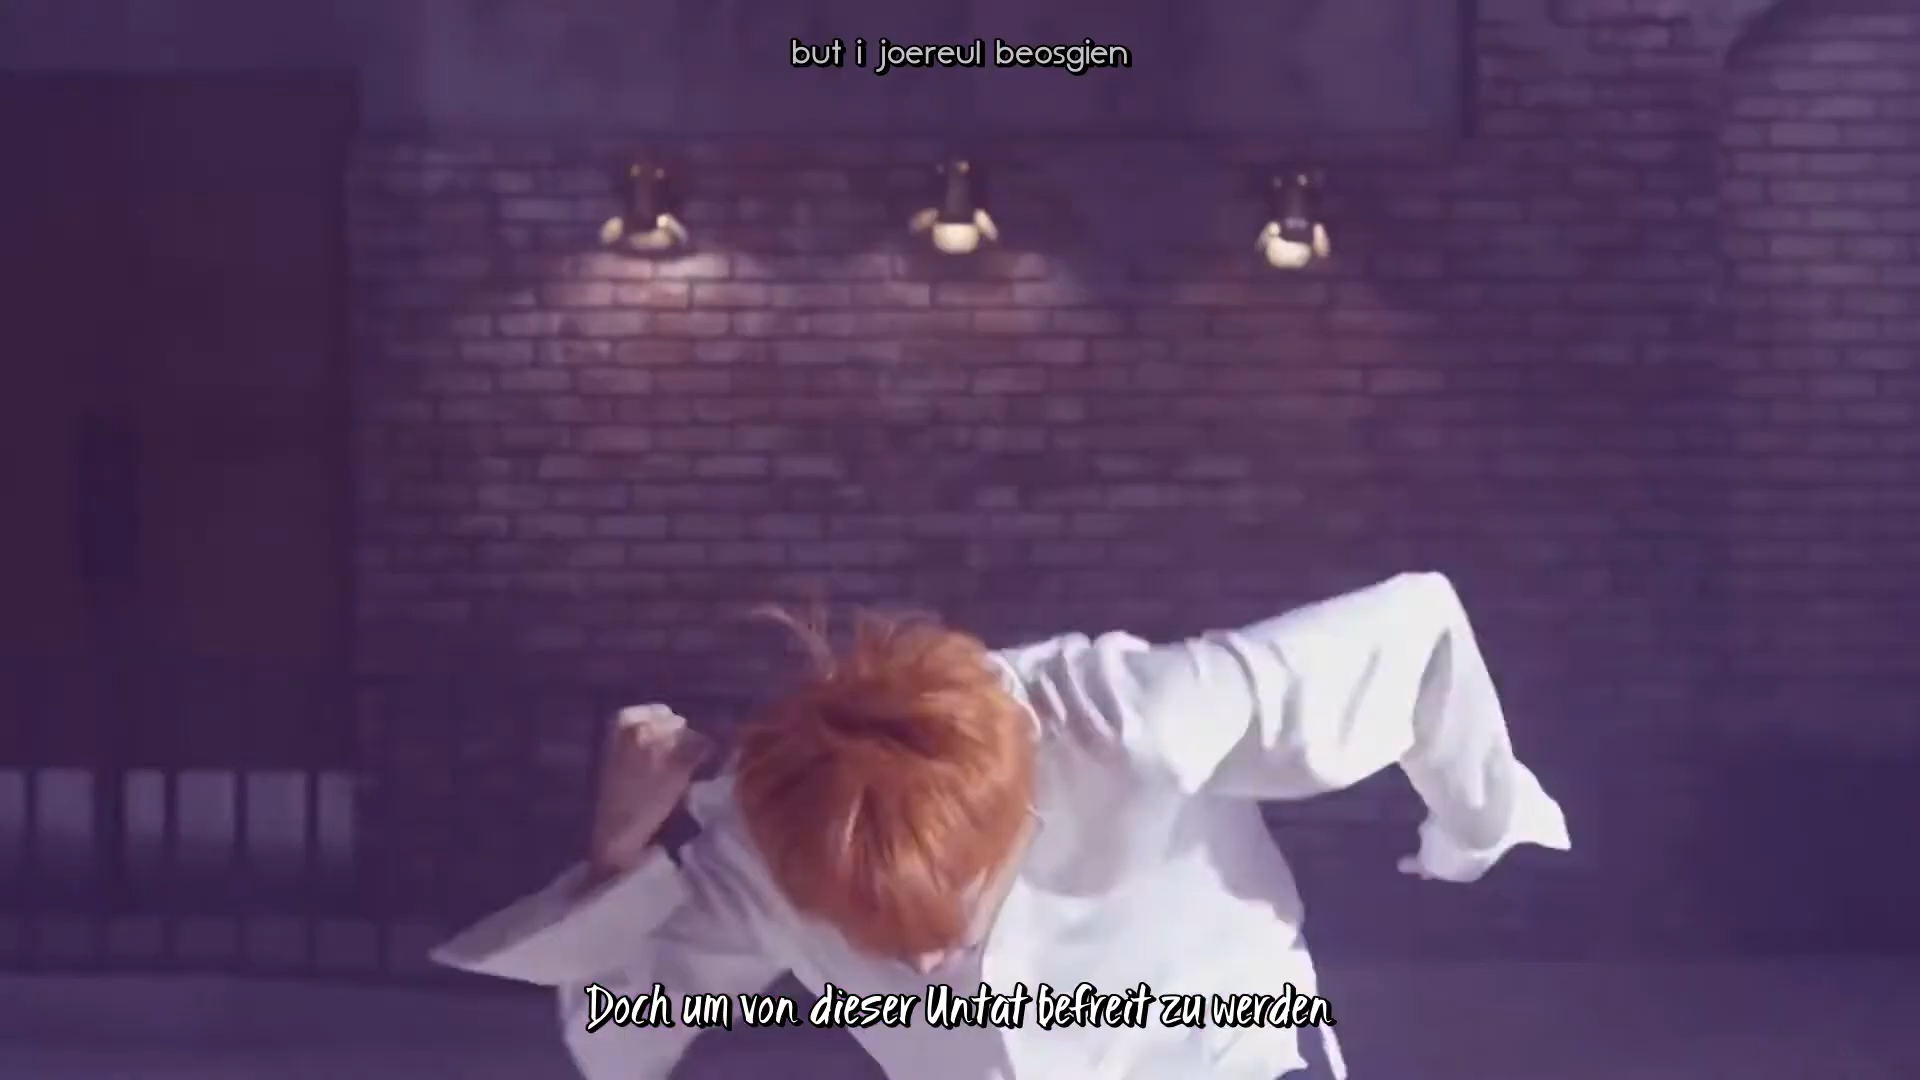 but i joereul beosgien
Doch um von dieser Untat befreit zu werden